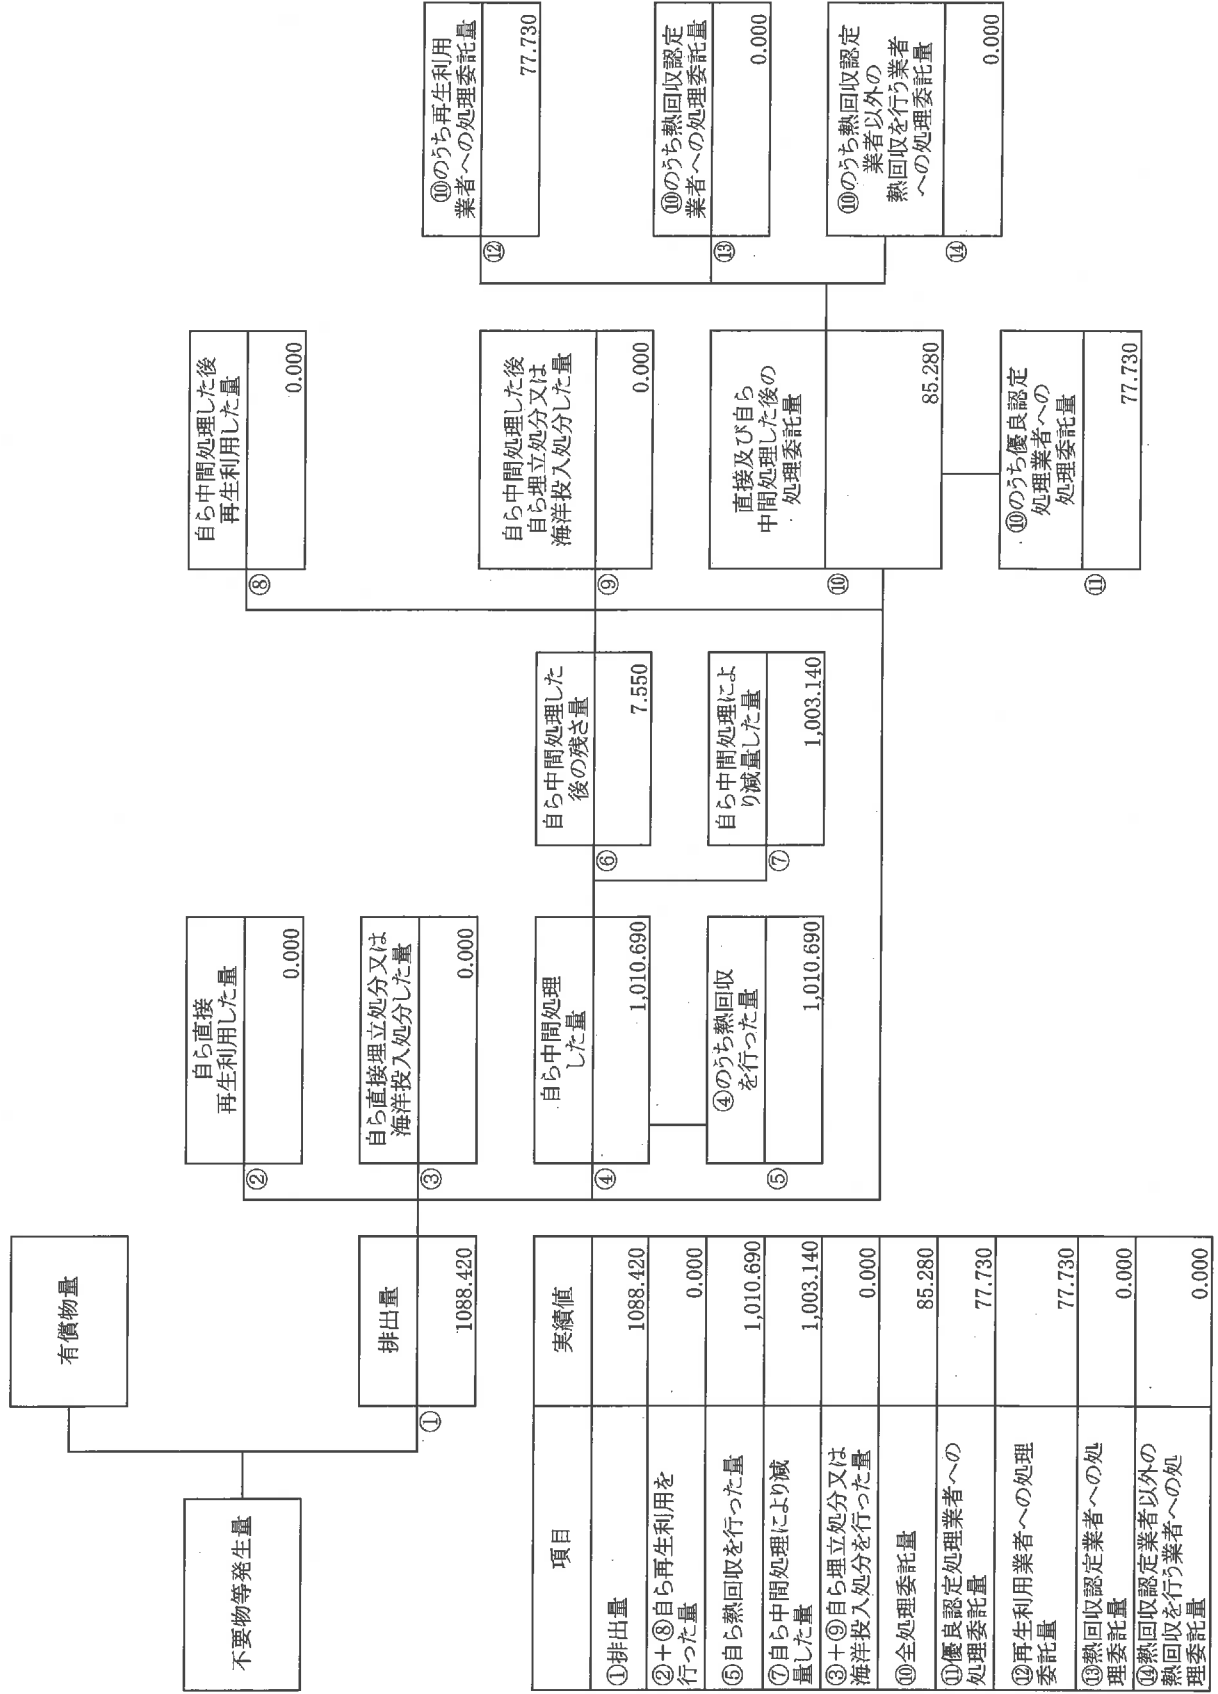 不要物等発生量
有償物量
排出量
①
1088.420
自ら直接
再生利用した量
②
0.000
自ら直接埋立処分又は
海洋投入処分した量
③
0.000
自ら中間処理
した量
④
1,010.690
④のうち熱回収
を行った量
⑤
1,010.690
自ら中間処理した
後の残さ量
⑥
7.550
自ら中間処理によ
り減量した量
⑦
1,003.140
自ら中間処理した後
再生利用した量
⑧
0.000
自ら中間処理した後
自ら埋立処分又は
海洋投入処分した量
⑨
0.000
直接及び自ら
中間処理した後の
処理委託量
⑩
85.280
⑩のうち優良認定
処理業者への
処理委託量
⑪
77.730
⑩のうち再生利用
業者への処理委託量
⑫
77.730
⑩のうち熱回収認定
業者への処理委託量
⑬
0.000
⑩のうち熱回収認定
業者以外の
熱回収を行う業者
への処理委託量
⑭
0.000
項目 実績値
①排出量 1088.420
②+⑧自ら再生利用を
行った量 0.000
⑤自ら熱回収を行った量 1,010.690
⑦自ら中間処理により減
量した量 1,003.140
③+⑨自ら埋立処分又は
海洋投入処分を行った量 0.000
⑩全処理委託量 85.280
⑪優良認定処理業者への
処理委託量 77.730
⑫再生利用業者への処理
委託量 77.730
⑬熱回収認定業者への処
理委託量 0.000
⑭熱回収認定業者以外の
熱回収を行う業者への処
理委託量 0.000